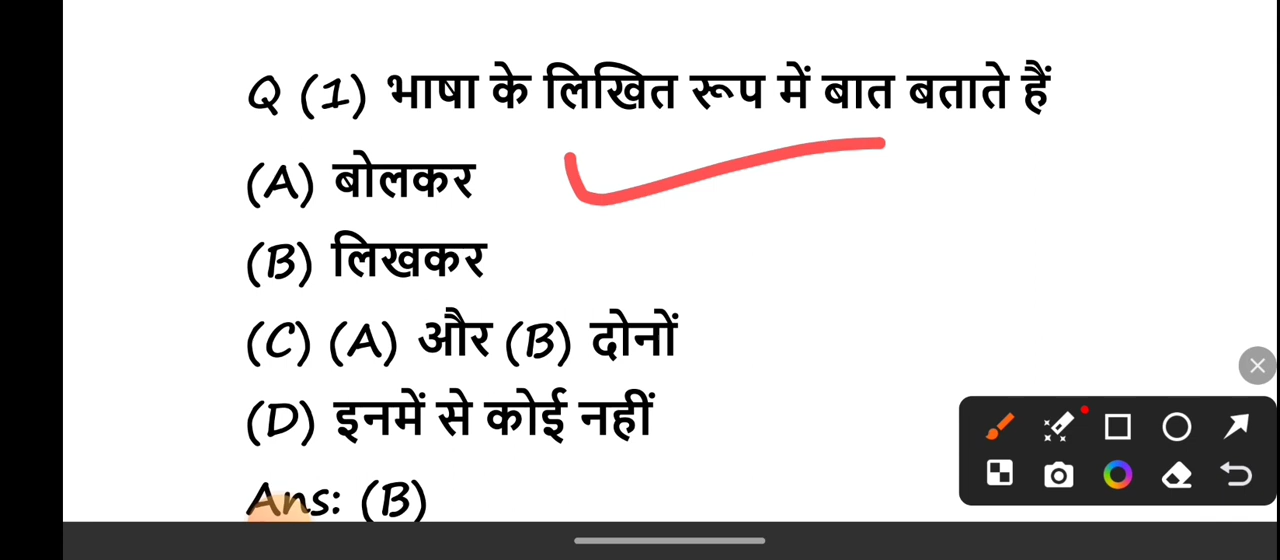 Q (1) भाषा के लिखित रूप में बात बताते हैं
(A) बोलकर
(B) लिखकर
(C) (A) और (B) दोनों
(D) इनमें से कोई नहीं
Ans: (B)